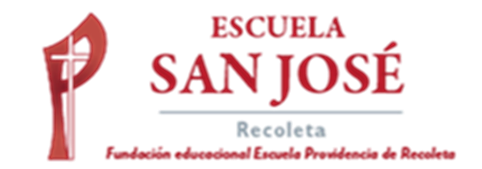 ESCUELA
SAN JOSÉ
Recoleta
Fundación educacional Escuela Providencia de Recoleta